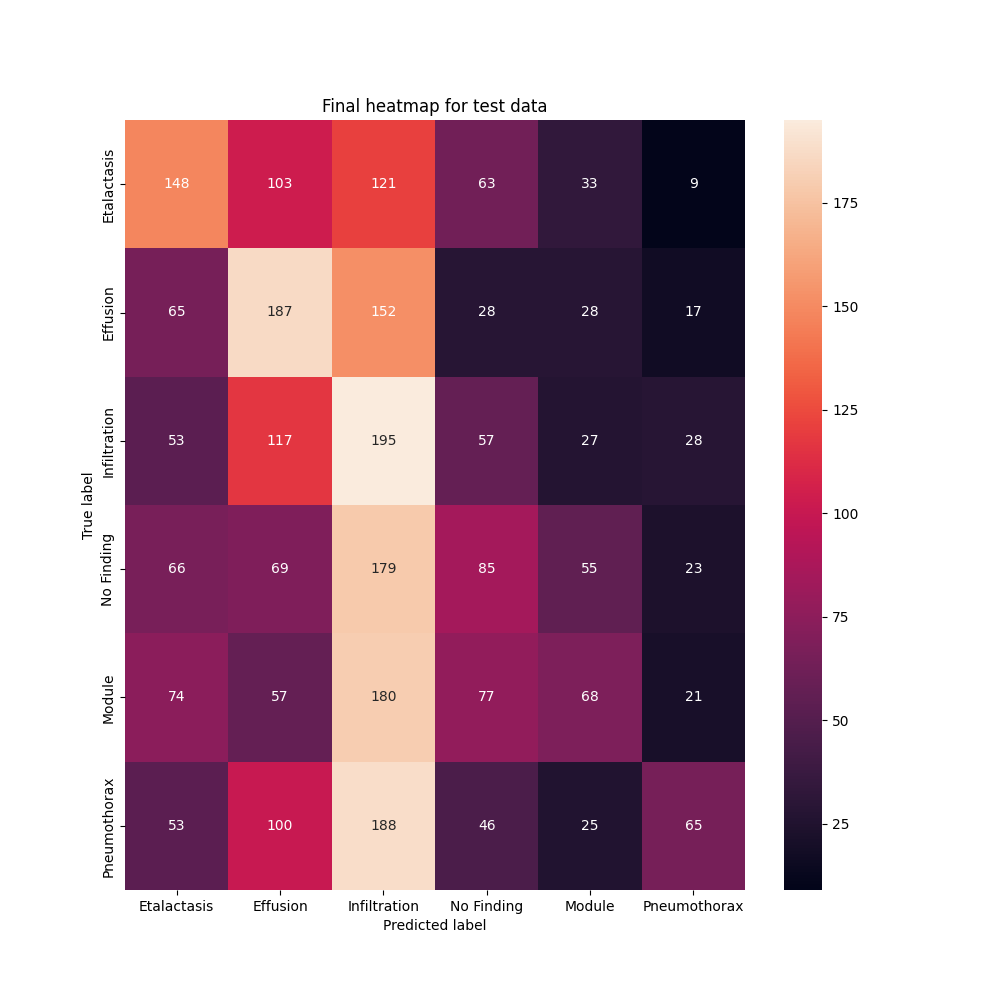 Final heatmap for test data
True label
Etalactasis 148 103 121 63 33 9
Effusion 65 187 152 28 28 17
Infiltration 53 117 195 57 27 28
No Finding 66 69 179 85 55 23
Module 74 57 180 77 68 21
Pneumothorax 53 100 188 46 25 65
Etalactasis Effusion Infiltration No Finding Module Pneumothorax
Predicted label
175
150
125
100
75
50
25